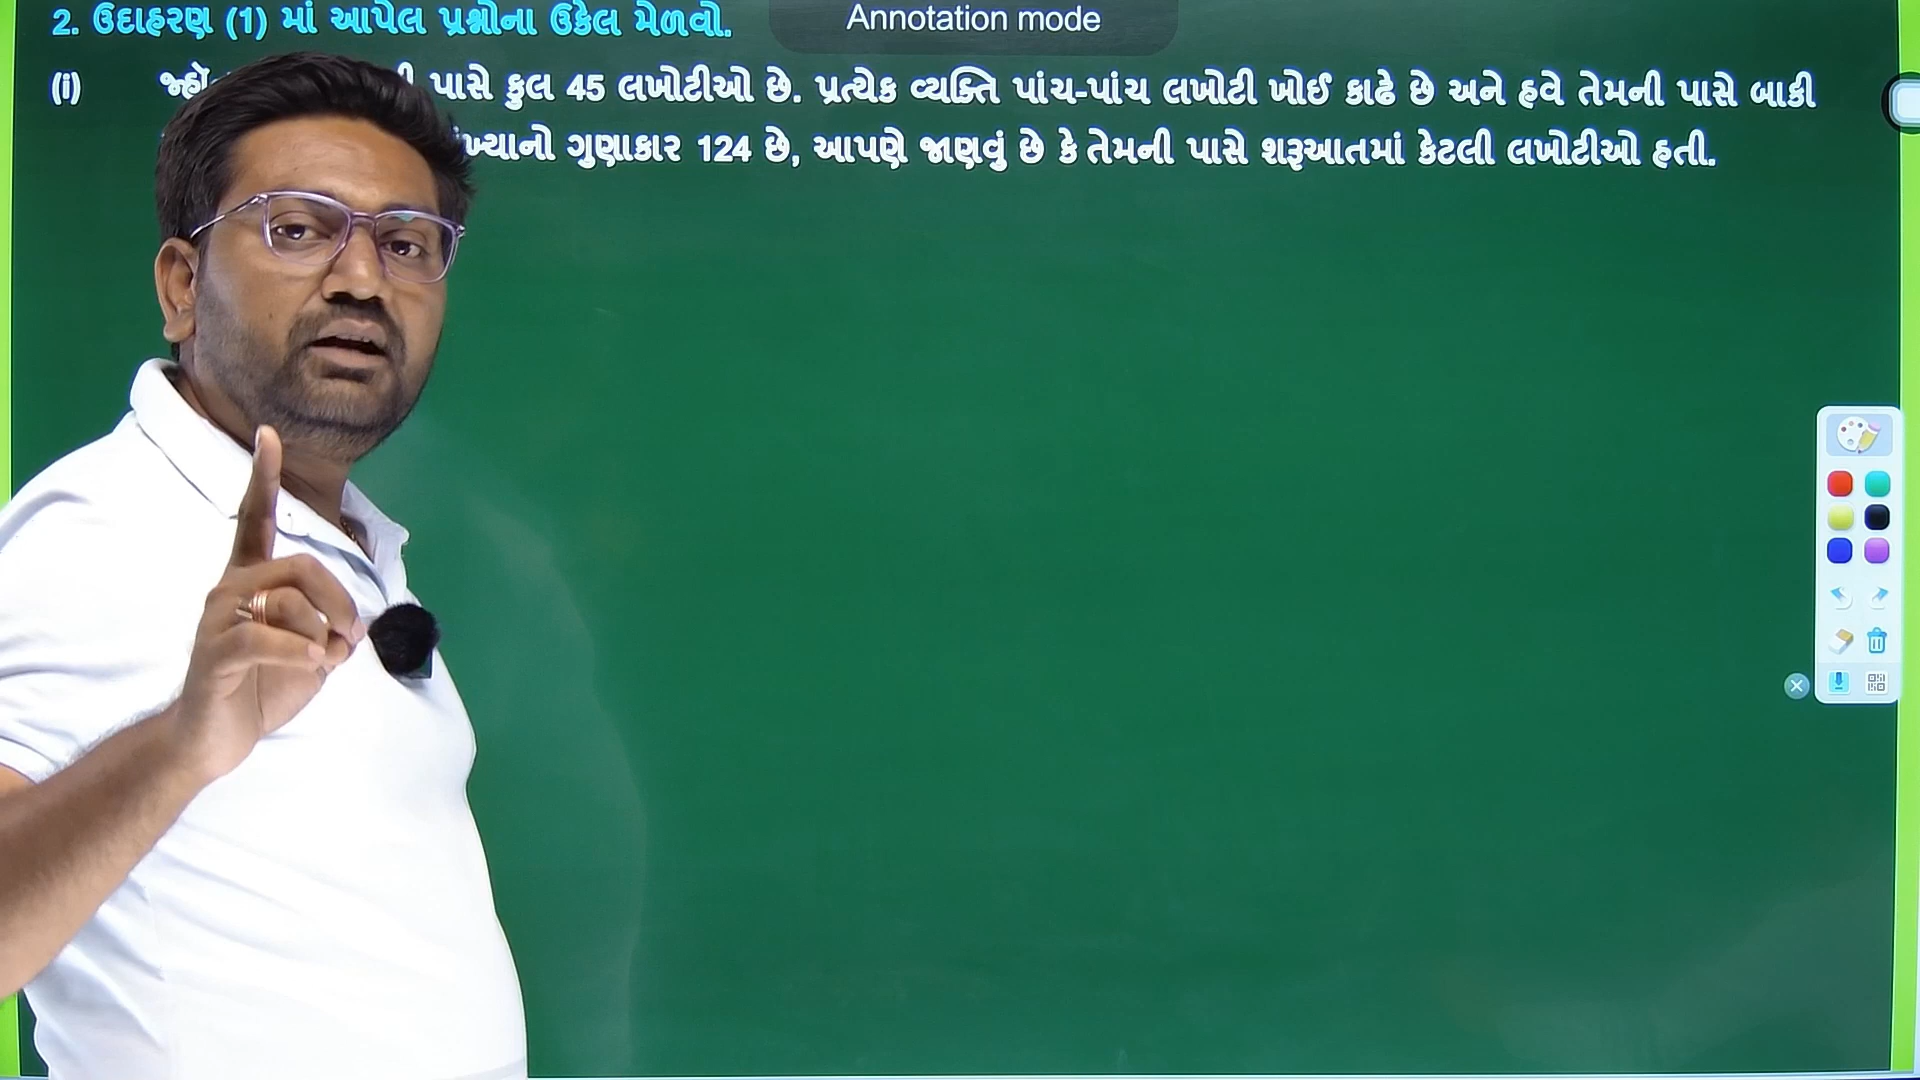 Annotation mode
2. ઉદાહરણ (1) માં આપેલ પ્રશ્નોના ઉકેલ મેળવો.
(i) પાસે કુલ 45 લખોટીઓ છે. પ્રત્યેક વ્યક્તિ પાંચ-પાંચ લખોટી ખોઈ કાઢે છે અને હવે તેમની પાસે બાકી
ગુણાકાર 124 છે, આપણે જાણવું છે કે તેમની પાસે શરૂઆતમાં કેટલી લખોટીઓ હતી.